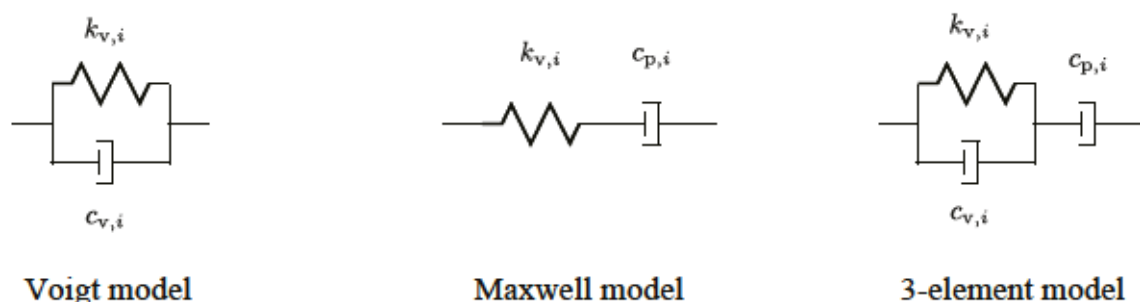 k_{v,i}
c_{v,i}
Voigt model
k_{v,i} c_{p,i}
Maxwell model
k_{v,i}
c_{p,i}
c_{v,i}
3-element model